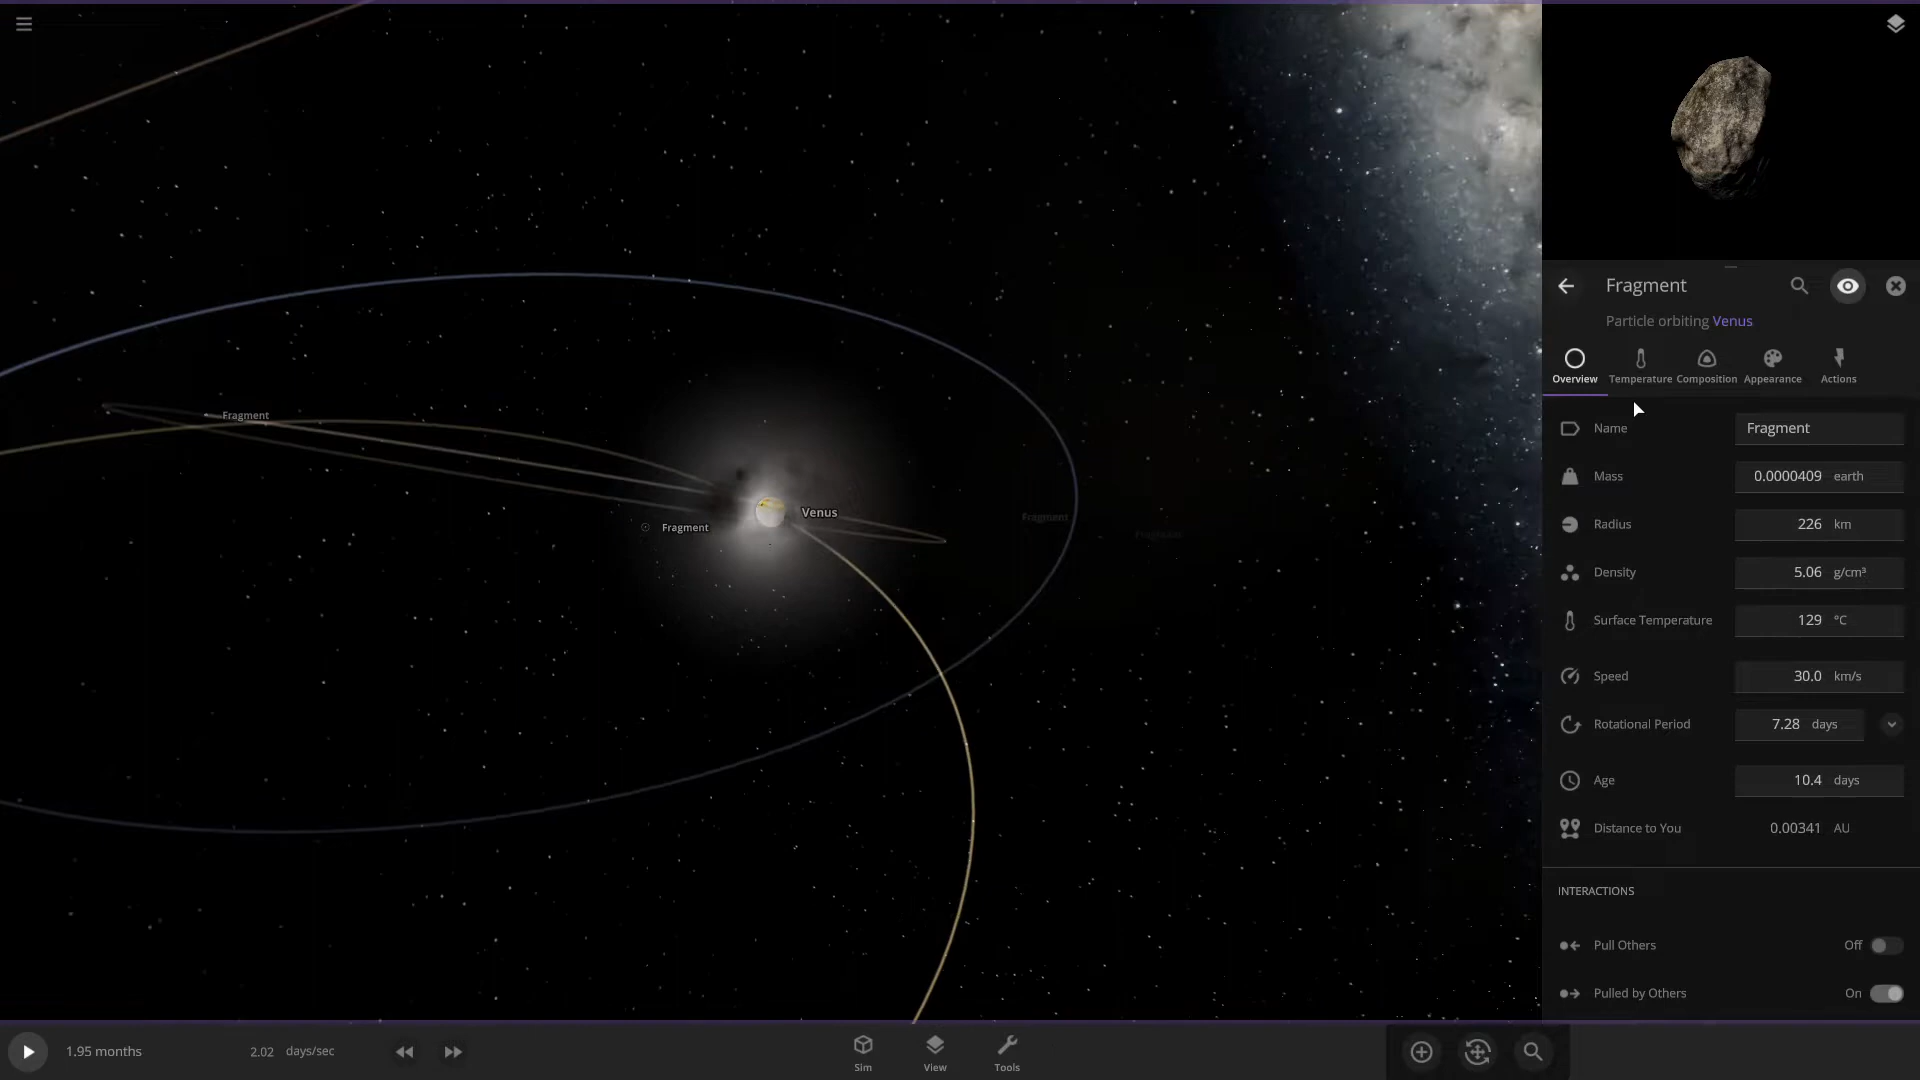 Fragment
Particle orbiting Venus
Overview Temperature Composition Appearance Actions
Name Fragment
Mass 0.0000409 earth
Radius 226 km
Density 5.06 g/cm³
Surface Temperature 129 °C
Speed 30.0 km/s
Rotational Period 7.28 days
Age 10.4 days
Distance to You 0.00341 AU
INTERACTIONS
Pull Others Off
Pulled by Others On
Fragment
Venus
Fragment
Fragment
Fragment
1.95 months 2.02 days/sec
Sim View Tools